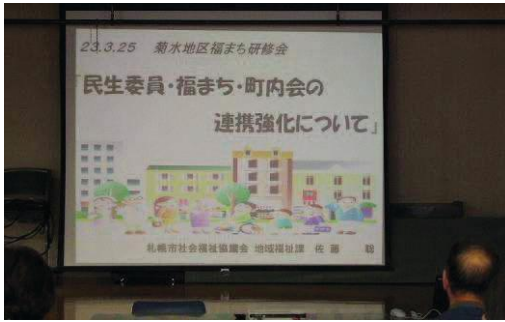 23.3.25 菊水地区福まち研修会
「民生委員・福まち・町内会の
連携強化について」
札幌市社会福祉協議会 地域福祉課 佐藤 聡